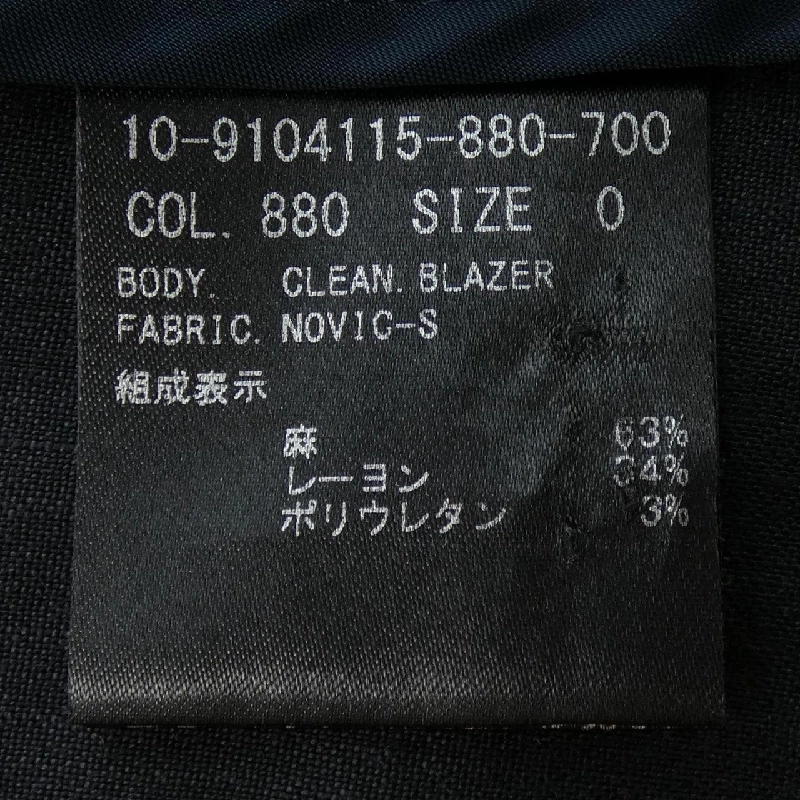 10-9104115-880-700
COL. 880 SIZE 0
BODY. CLEAN. BLAZER
FABRIC. NOVIC-S
組成表示
麻 63%
レーヨン 34%
ポリウレタン 3%